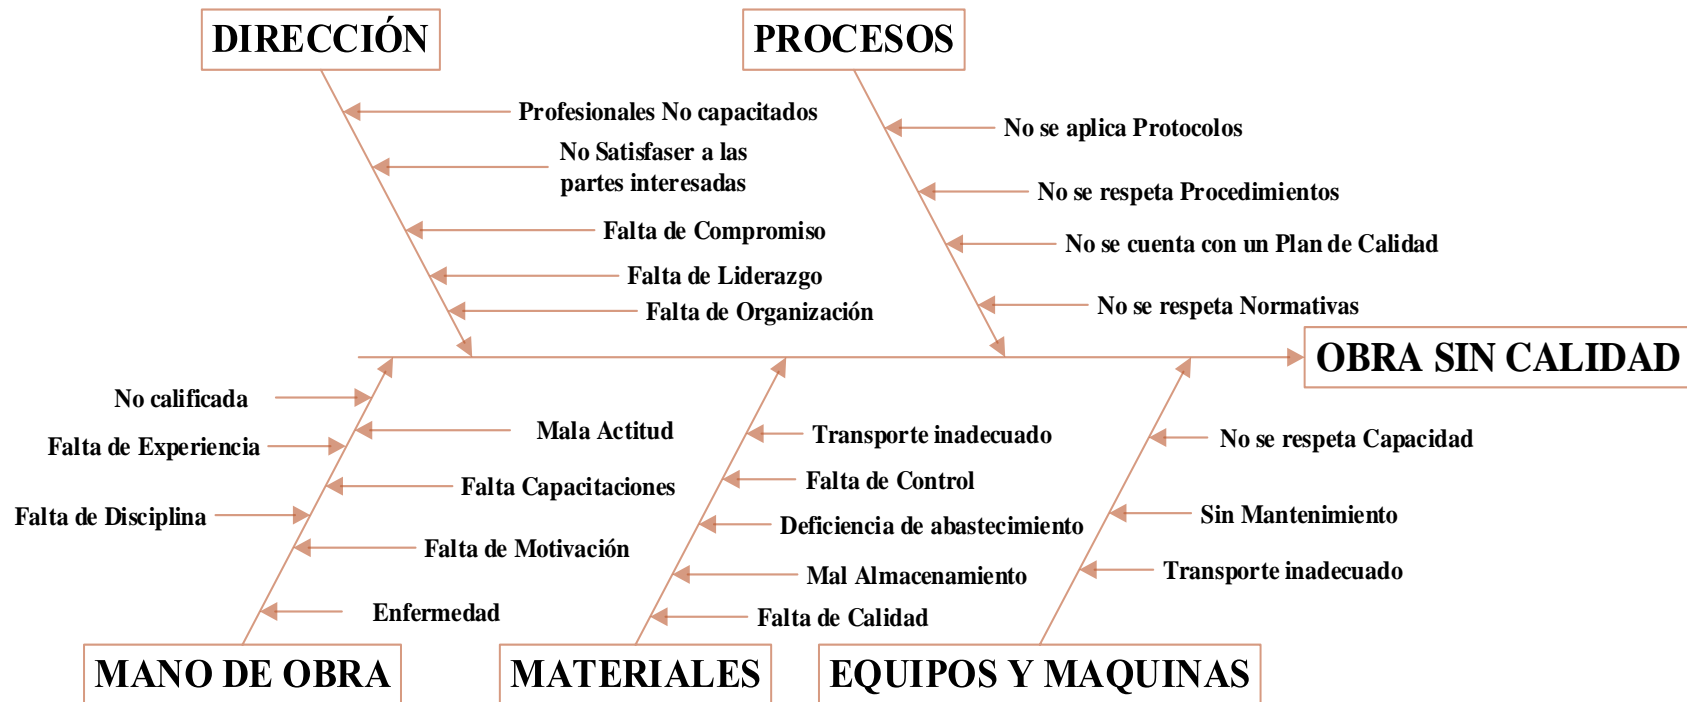 DIRECCIÓN
PROCESOS
Profesionales No capacitados
No Satisfaser a las
partes interesadas
Falta de Compromiso
Falta de Liderazgo
Falta de Organización
No se aplica Protocolos
No se respeta Procedimientos
No se cuenta con un Plan de Calidad
No se respeta Normativas
OBRA SIN CALIDAD
No calificada
Falta de Experiencia
Falta de Disciplina
Mala Actitud
Falta Capacitaciones
Falta de Motivación
Enfermedad
Transporte inadecuado
Falta de Control
Deficiencia de abastecimiento
Mal Almacenamiento
Falta de Calidad
No se respeta Capacidad
Sin Mantenimiento
Transporte inadecuado
MANO DE OBRA
MATERIALES
EQUIPOS Y MAQUINAS